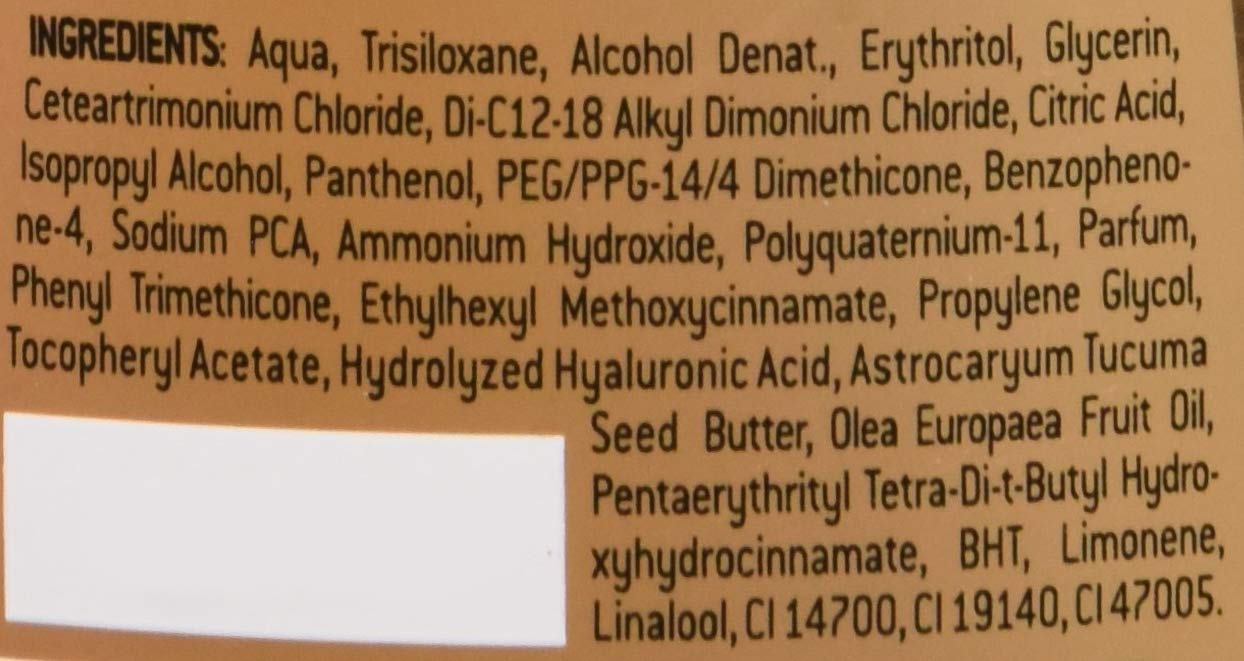 INGREDIENTS: Aqua, Trisiloxane, Alcohol Denat., Erythritol, Glycerin,
Ceteartrimonium Chloride, Di-C12-18 Alkyl Dimonium Chloride, Citric Acid,
Isopropyl Alcohol, Panthenol, PEG/PPG-14/4 Dimethicone, Benzopheno-
ne-4, Sodium PCA, Ammonium Hydroxide, Polyquaternium-11, Parfum,
Phenyl Trimethicone, Ethylhexyl Methoxycinnamate, Propylene Glycol,
Tocopheryl Acetate, Hydrolyzed Hyaluronic Acid, Astrocaryum Tucuma
Seed Butter, Olea Europaea Fruit Oil,
Pentaerythrityl Tetra-Di-t-Butyl Hydro-
xyhydrocinnamate, BHT, Limonene,
Linalool, CI 14700, CI 19140, CI 47005.